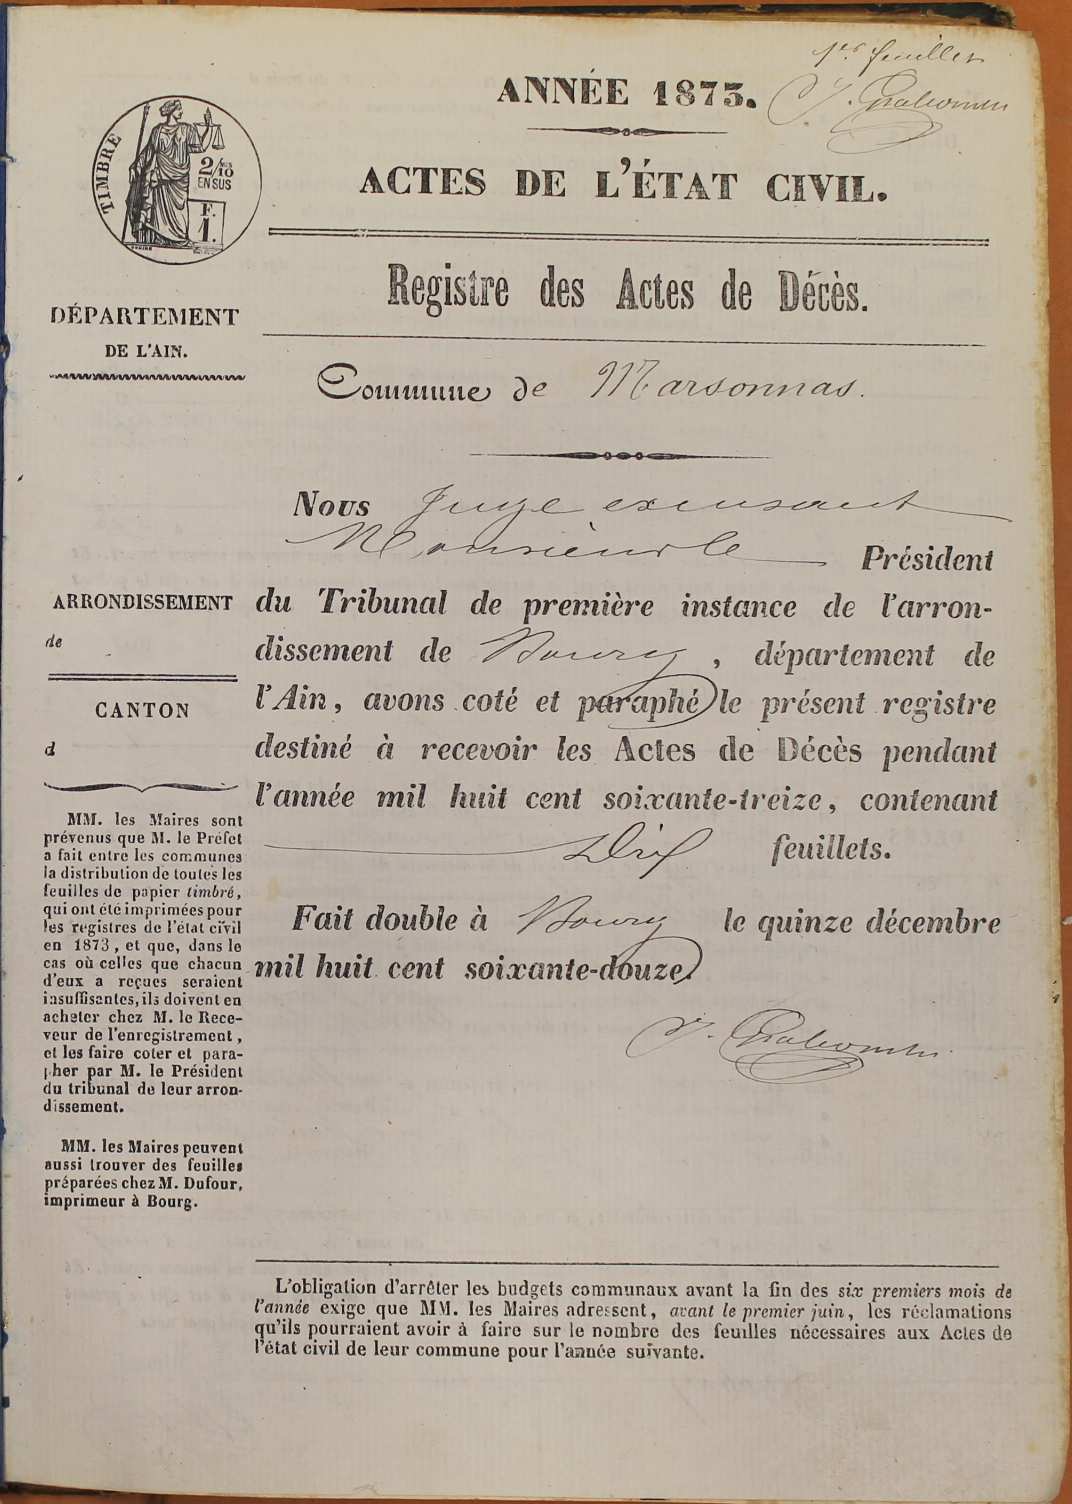 1er feuillet
ANNÉE 1873.
TIMBRE
2/10
EN SUS
F.
1.
ACTES DE L'ÉTAT CIVIL.
Registre des Actes de Décès.
DÉPARTEMENT
DE L'AIN.
Commune de Marsonnas.
Nous Juge excusant
Monsieur le Président
du Tribunal de première instance de l'arron-
dissement de Bourg, département de
l'Ain, avons coté et paraphé le présent registre
destiné à recevoir les Actes de Décès pendant
l'année mil huit cent soixante-treize, contenant
Dix feuillets.
Fait double à Bourg le quinze décembre
mil huit cent soixante-douze.
ARRONDISSEMENT
de
CANTON
d
MM. les Maires sont
prévenus que M. le Préfet
a fait entre les communes
la distribution de toutes les
feuilles de papier timbré,
qui ont été imprimées pour
les registres de l'état civil
en 1873, et que, dans le
cas où celles que chacun
d'eux a reçues seraient
insuffisantes, ils doivent en
acheter chez M. le Rece-
veur de l'enregistrement,
et les faire coter et para-
pher par M. le Président
du tribunal de leur arron-
dissement.
MM. les Maires peuvent
aussi trouver des feuilles
préparées chez M. Dufour,
imprimeur à Bourg.
L'obligation d'arrêter les budgets communaux avant la fin des six premiers mois de
l'année exige que MM. les Maires adressent, avant le premier juin, les réclamations
qu'ils pourraient avoir à faire sur le nombre des feuilles nécessaires aux Actes de
l'état civil de leur commune pour l'année suivante.